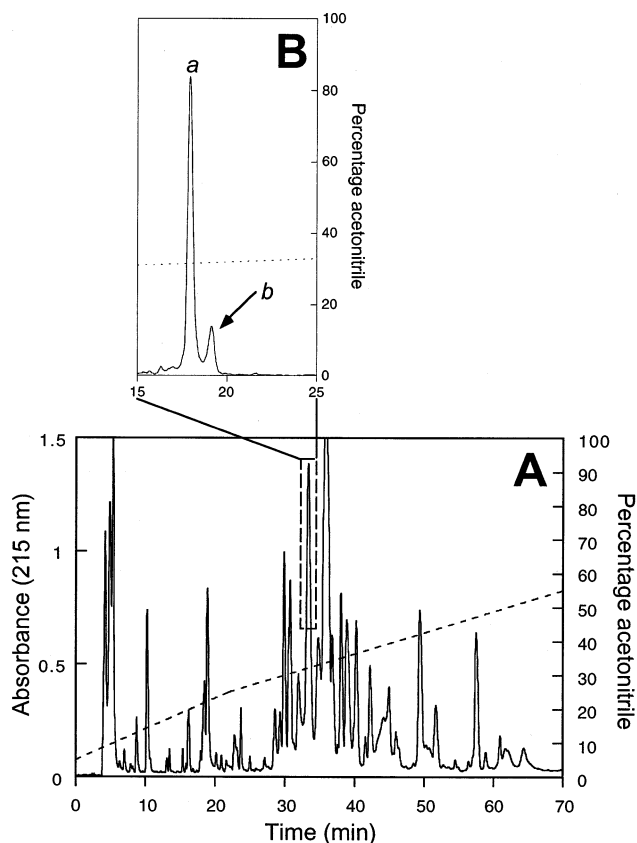 100
B
a
80
Percentage acetonitrile
60
40
b
20
0
15 20 25
1.5 100
A
90
80
70
1 60
Absorbance (215 nm)
Percentage acetonitrile
50
40
0.5
30
20
10
0 0
0 10 20 30 40 50 60 70
Time (min)